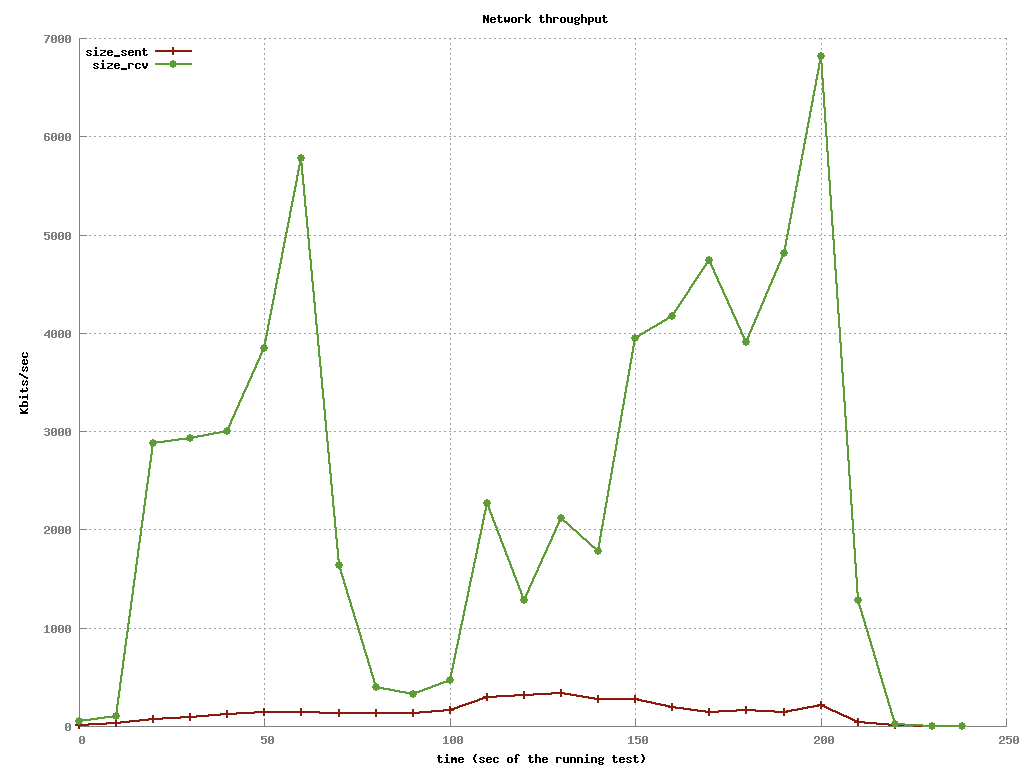 Network throughput
size_sent
size_rcv
7000
6000
5000
4000
3000
2000
1000
0
Kbits/sec
0 50 100 150 200 250
time (sec of the running test)